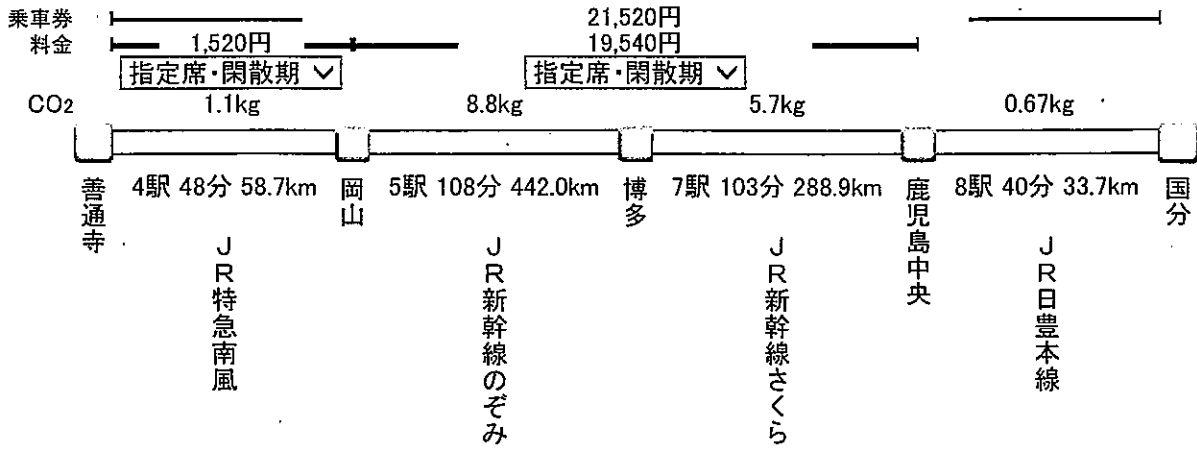 乗車券 21,520円
料金 1,520円 19,540円
指定席・閑散期 指定席・閑散期
CO2 1.1kg 8.8kg 5.7kg 0.67kg
4駅 48分 58.7km 5駅 108分 442.0km 7駅 103分 288.9km 8駅 40分 33.7km
善通寺
岡山
博多
鹿児島中央
国分
JR特急南風
JR新幹線のぞみ
JR新幹線さくら
JR日豊本線